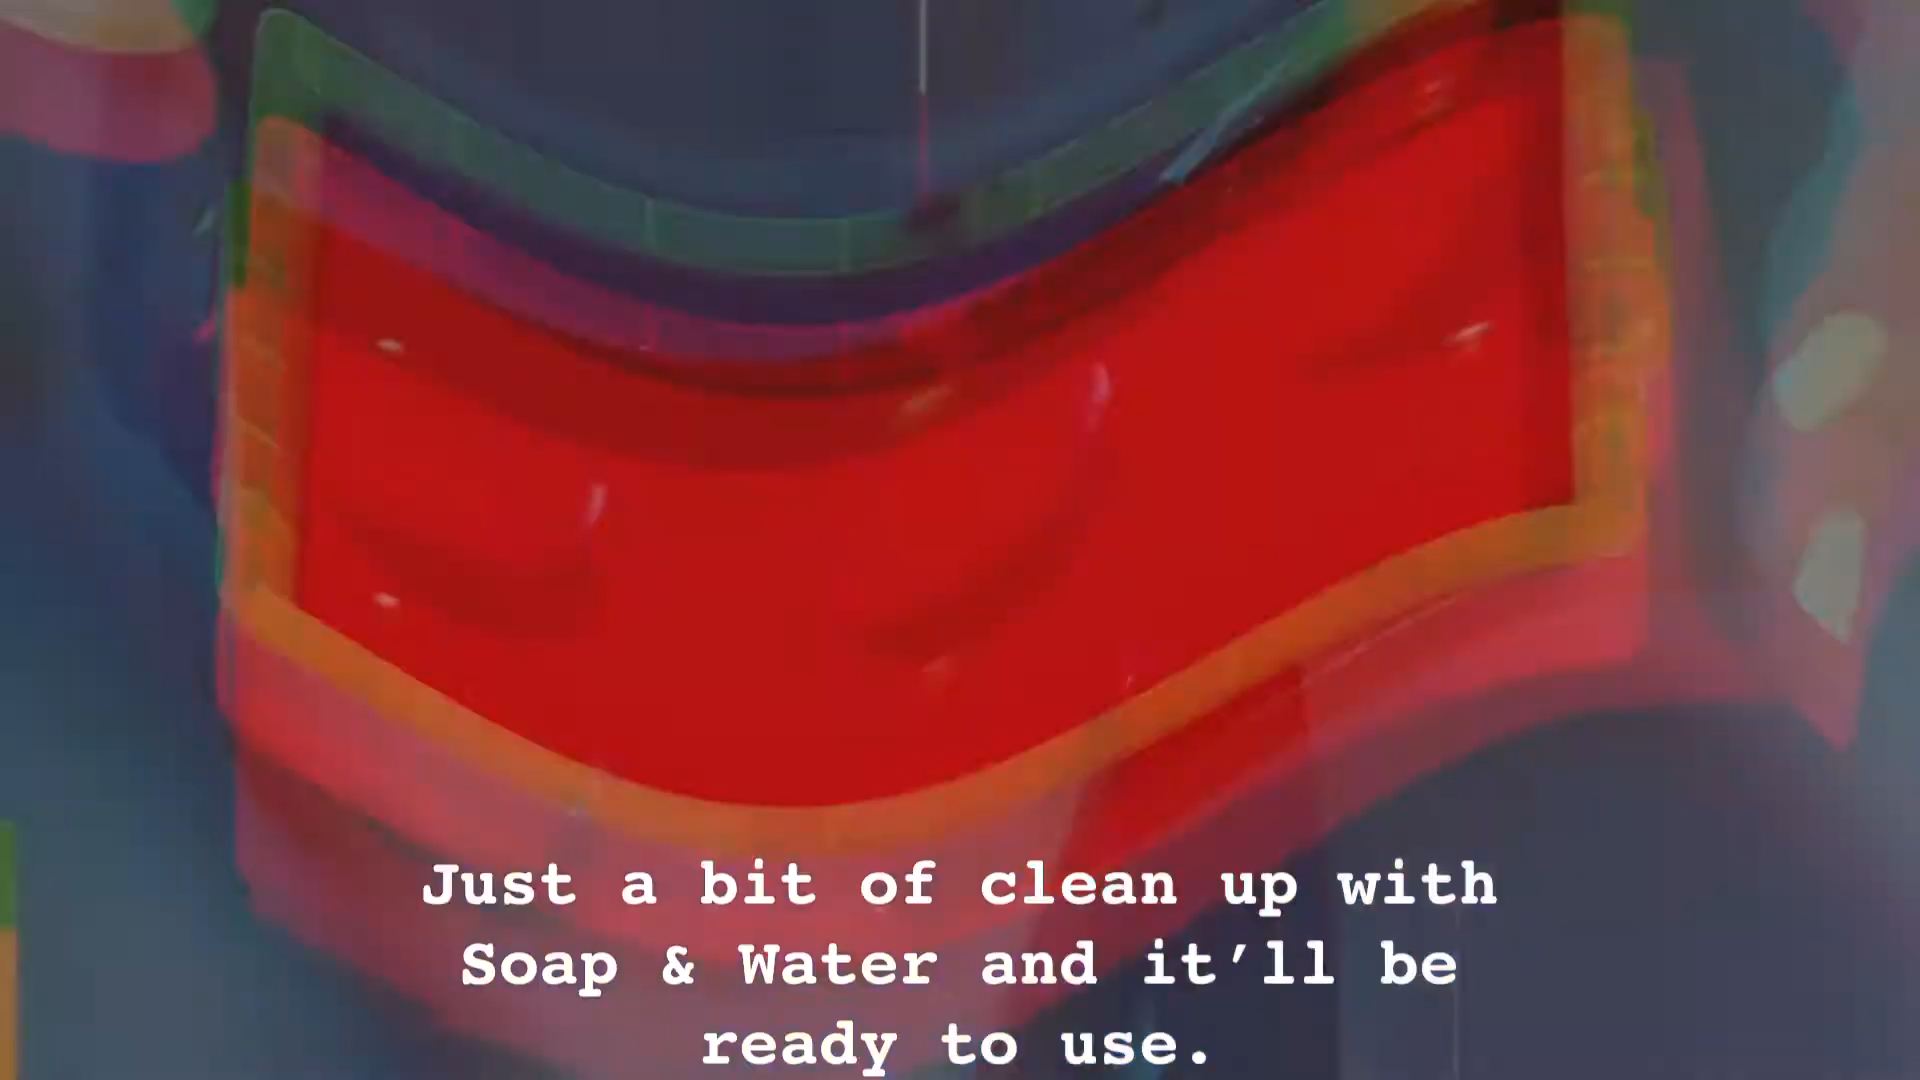 Just a bit of clean up with
Soap & Water and it’ll be
ready to use.